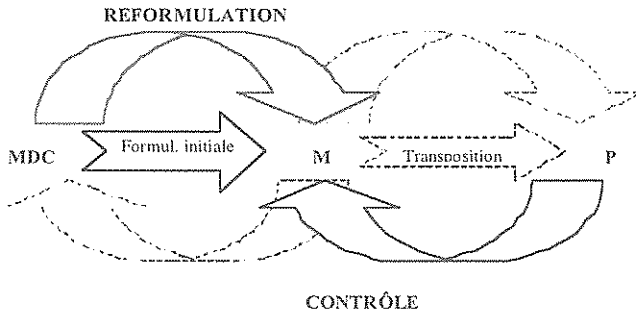 REFORMULATION
MDC
Formul. initiale
M
Transposition
P
CONTRÔLE